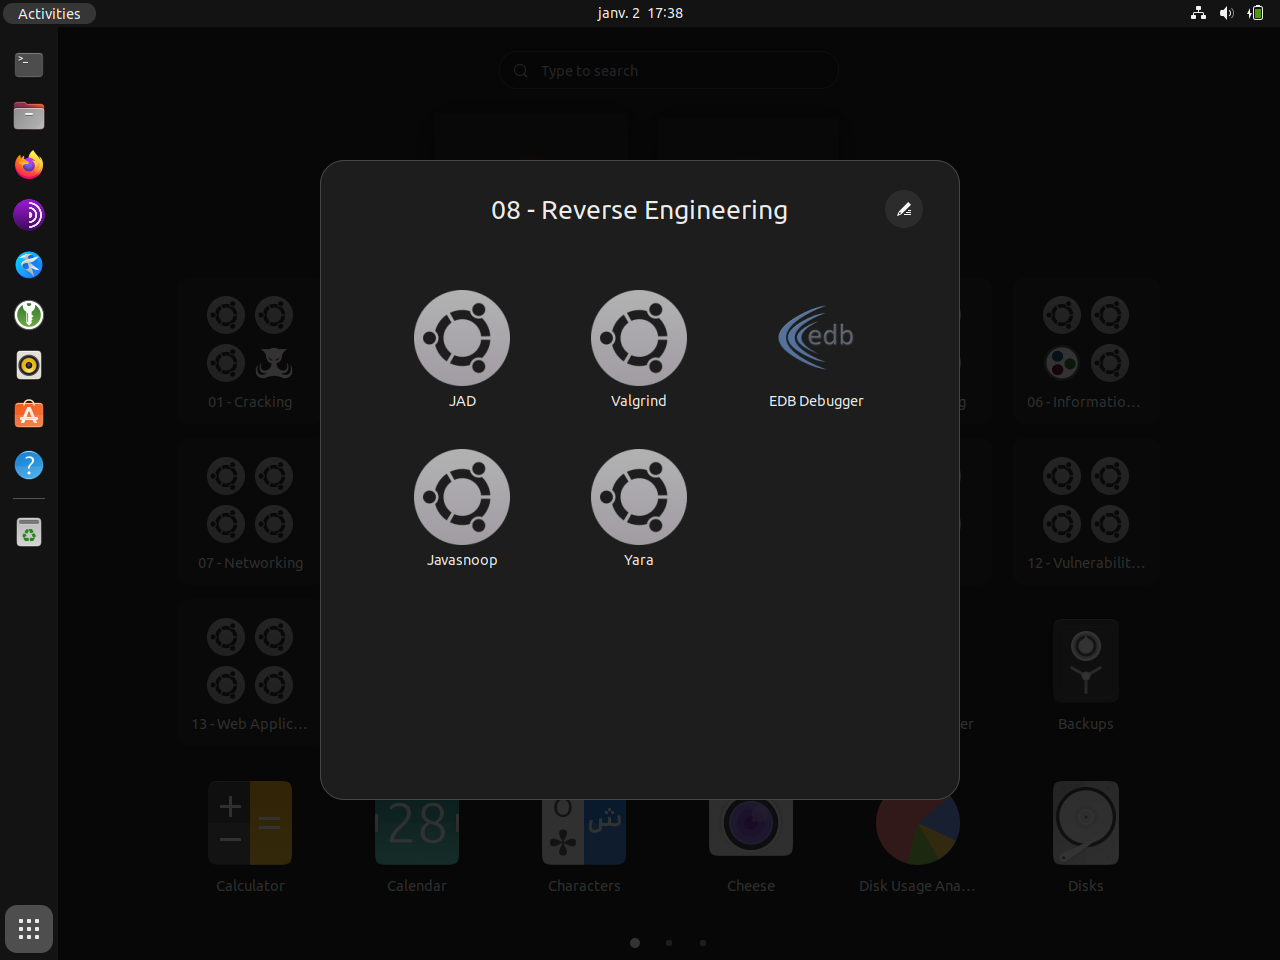 Activities
janv. 2 17:38
Type to search
08 - Reverse Engineering
edb
JAD
Valgrind
EDB Debugger
Javasnoop
Yara
01 - Cracking
06 - Informatio…
07 - Networking
12 - Vulnerabilit…
13 - Web Applic…
Backups
28
ش
Calculator
Calendar
Characters
Cheese
Disk Usage Ana…
Disks